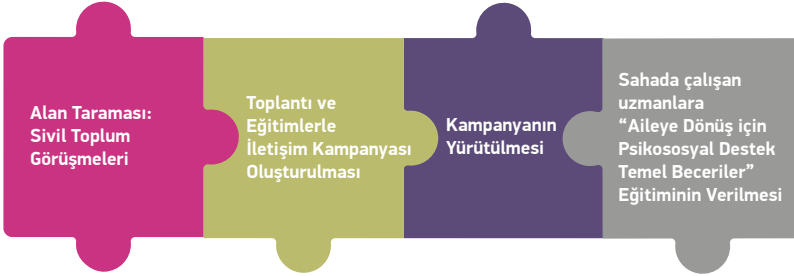 Alan Taraması:
Sivil Toplum
Görüşmeleri
Toplantı ve
Eğitimlerle
İletişim Kampanyası
Oluşturulması
Kampanyanın
Yürütülmesi
Sahada çalışan
uzmanlara
“Aileye Dönüş için
Psikososyal Destek
Temel Beceriler”
Eğitiminin Verilmesi